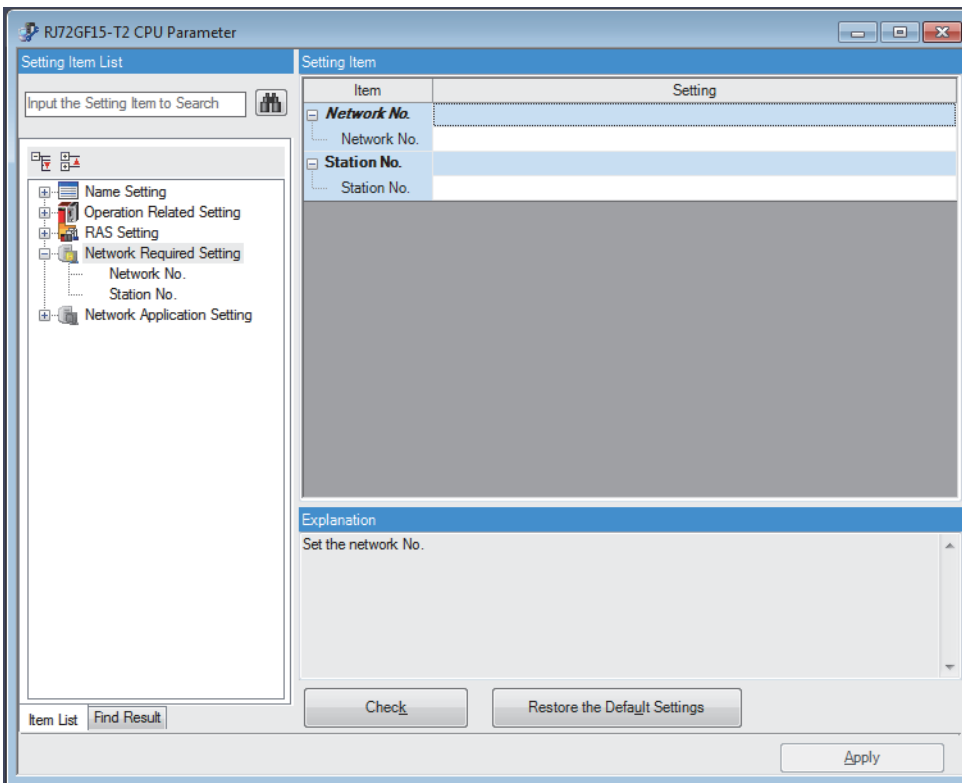 RJ72GF15-T2 CPU Parameter
Setting Item List
Input the Setting Item to Search
Name Setting
Operation Related Setting
RAS Setting
Network Required Setting
Network No.
Station No.
Network Application Setting
Item List
Find Result
Setting Item
Item Setting
Network No.
Network No.
Station No.
Station No.
Explanation
Set the network No.
Check
Restore the Default Settings
Apply